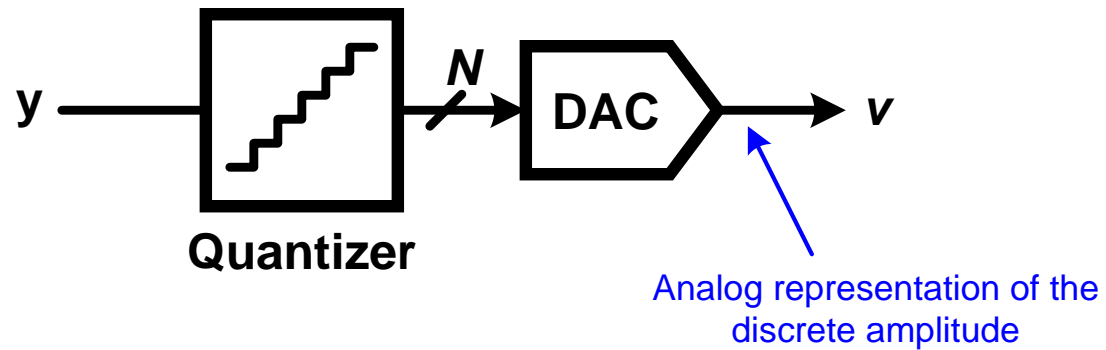 N
y
DAC
v
Quantizer
Analog representation of the
discrete amplitude